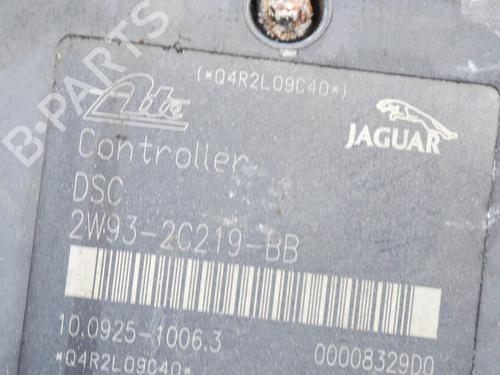 B-PARTS
(*Q4R2L09C40*)
Ate
JAGUAR
Controller
DSC
2W93-2C219-BB
10.0925-1006.3
00008329D0
*Q4R2L09C40*